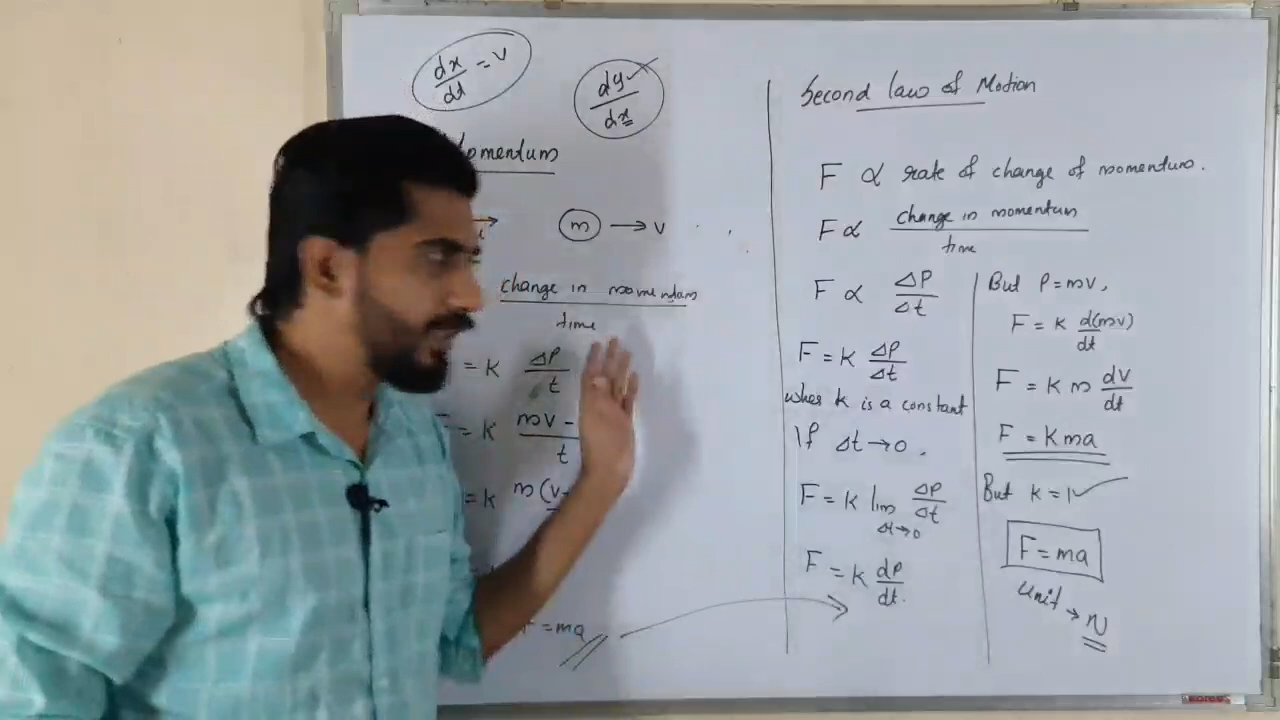 dx/dt = v
dy/dx
Momentum
m → v
change in momentum / time
= k ΔP/t
= k mv - / t
= k m(v-
= ma
Second law of Motion
F ∝ rate of change of momentum.
F ∝ change in momentum / time
F ∝ ΔP/Δt
F = k ΔP/Δt
where k is a constant
If Δt → 0,
F = k lim Δt→0 ΔP/Δt
F = k dP/dt.
But P = mv,
F = k d(mv)/dt
F = k m dv/dt
F = kma
But k = 1
F = ma
unit → N